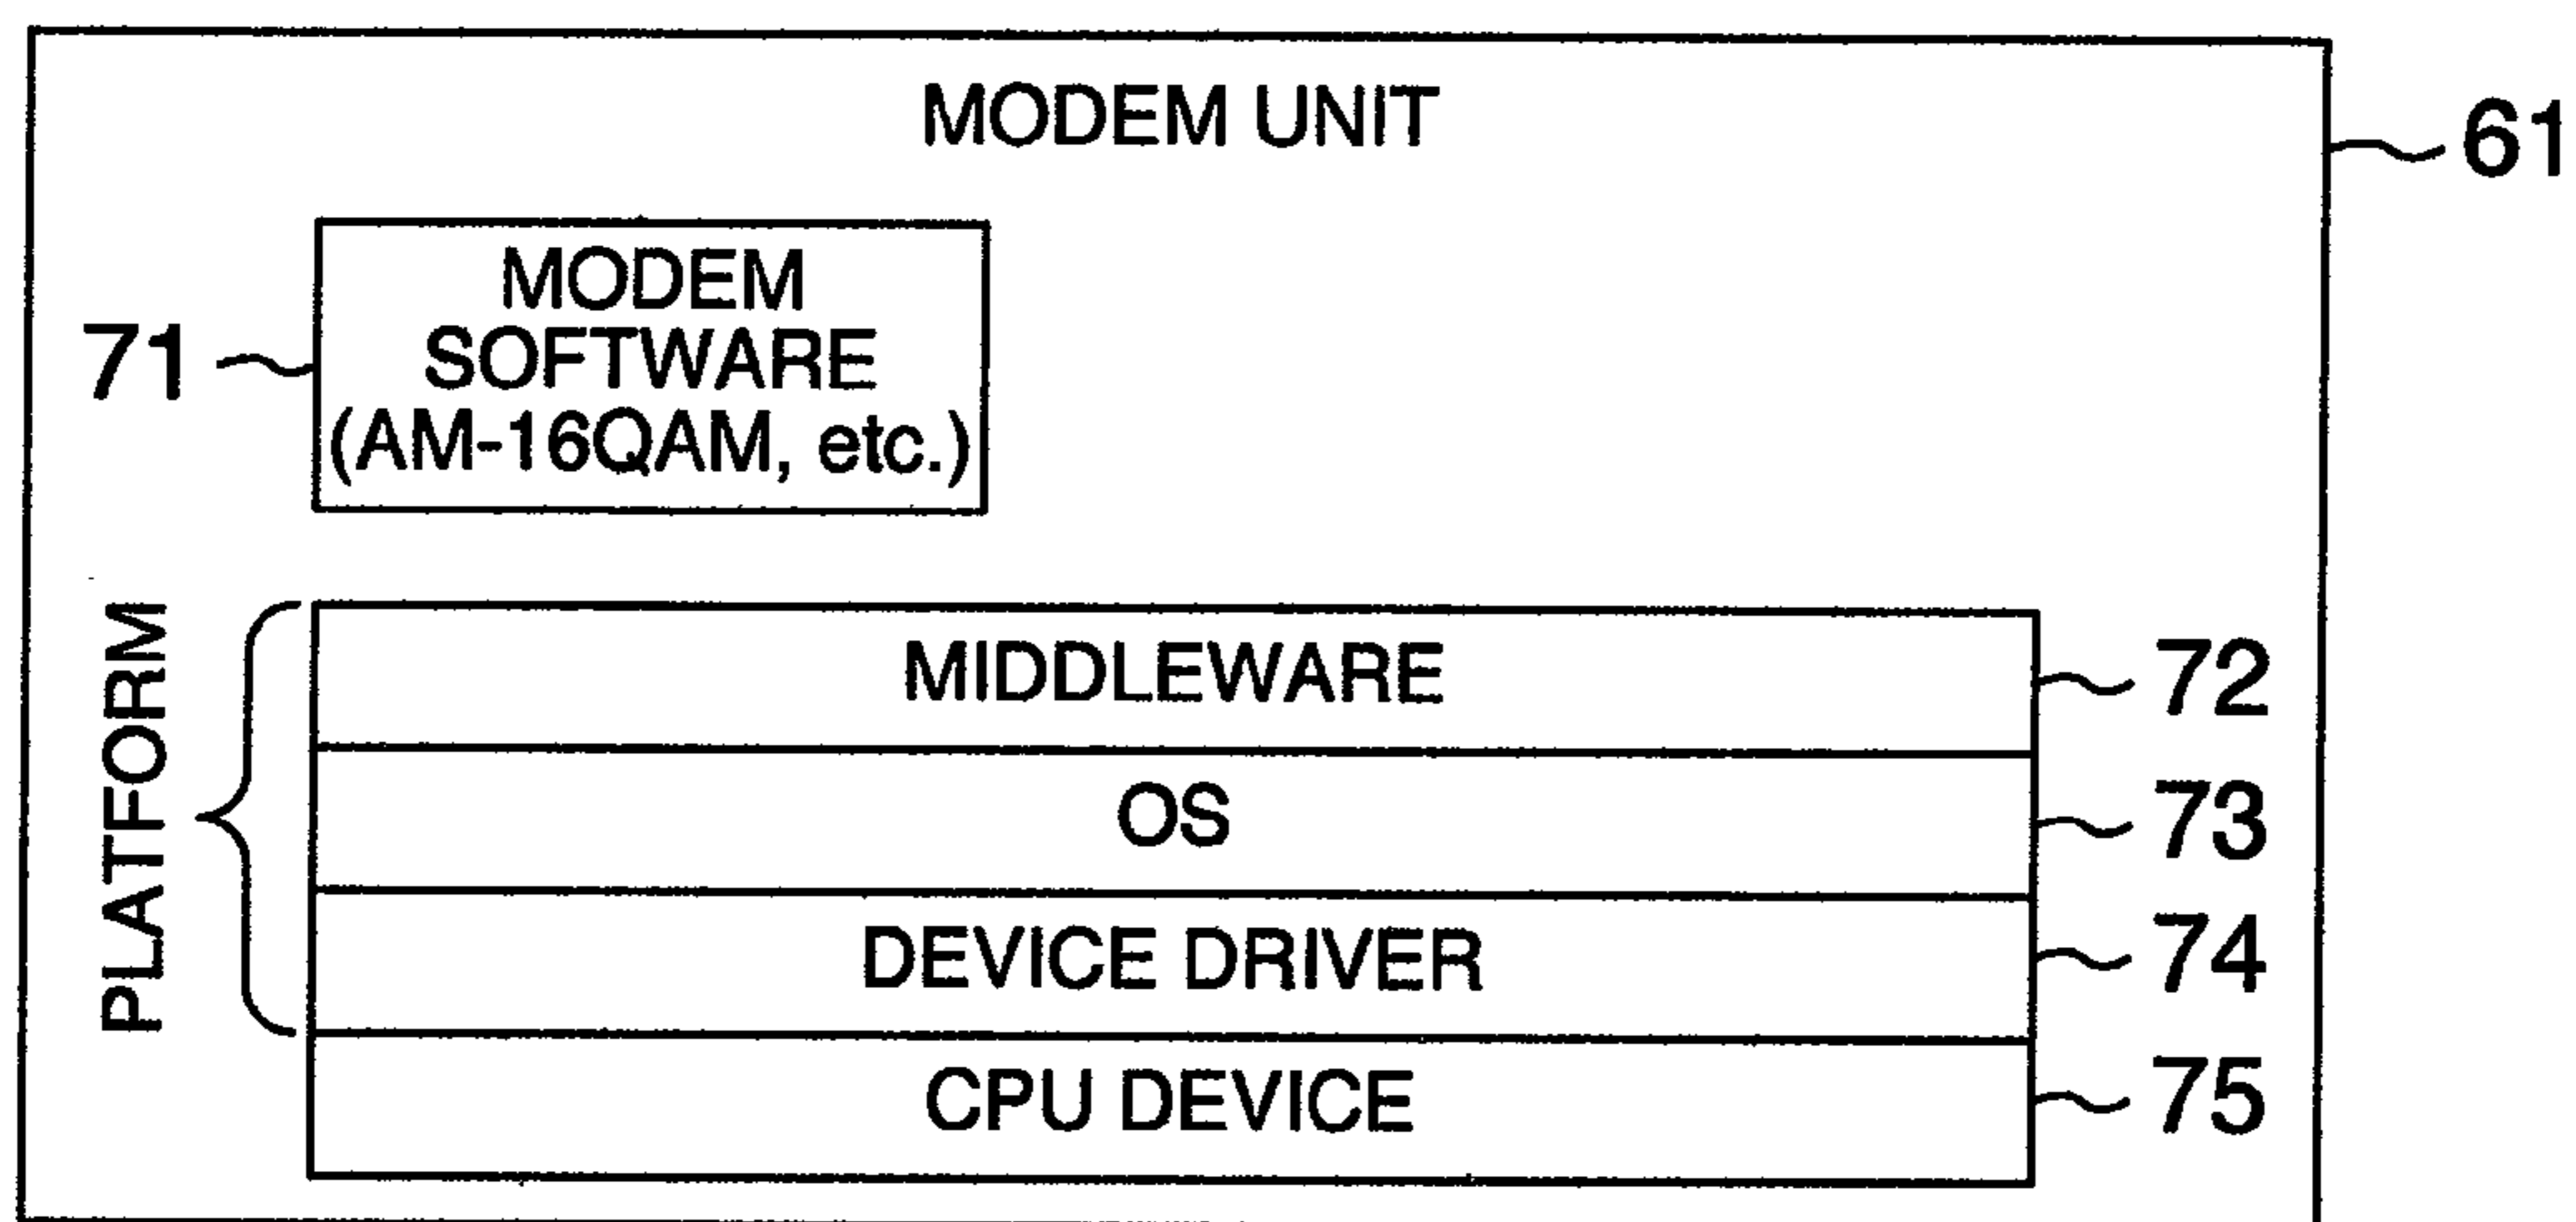 MODEM UNIT
61
MODEM
SOFTWARE
(AM-16QAM, etc.)
71
PLATFORM
MIDDLEWARE
72
OS
73
DEVICE DRIVER
74
CPU DEVICE
75